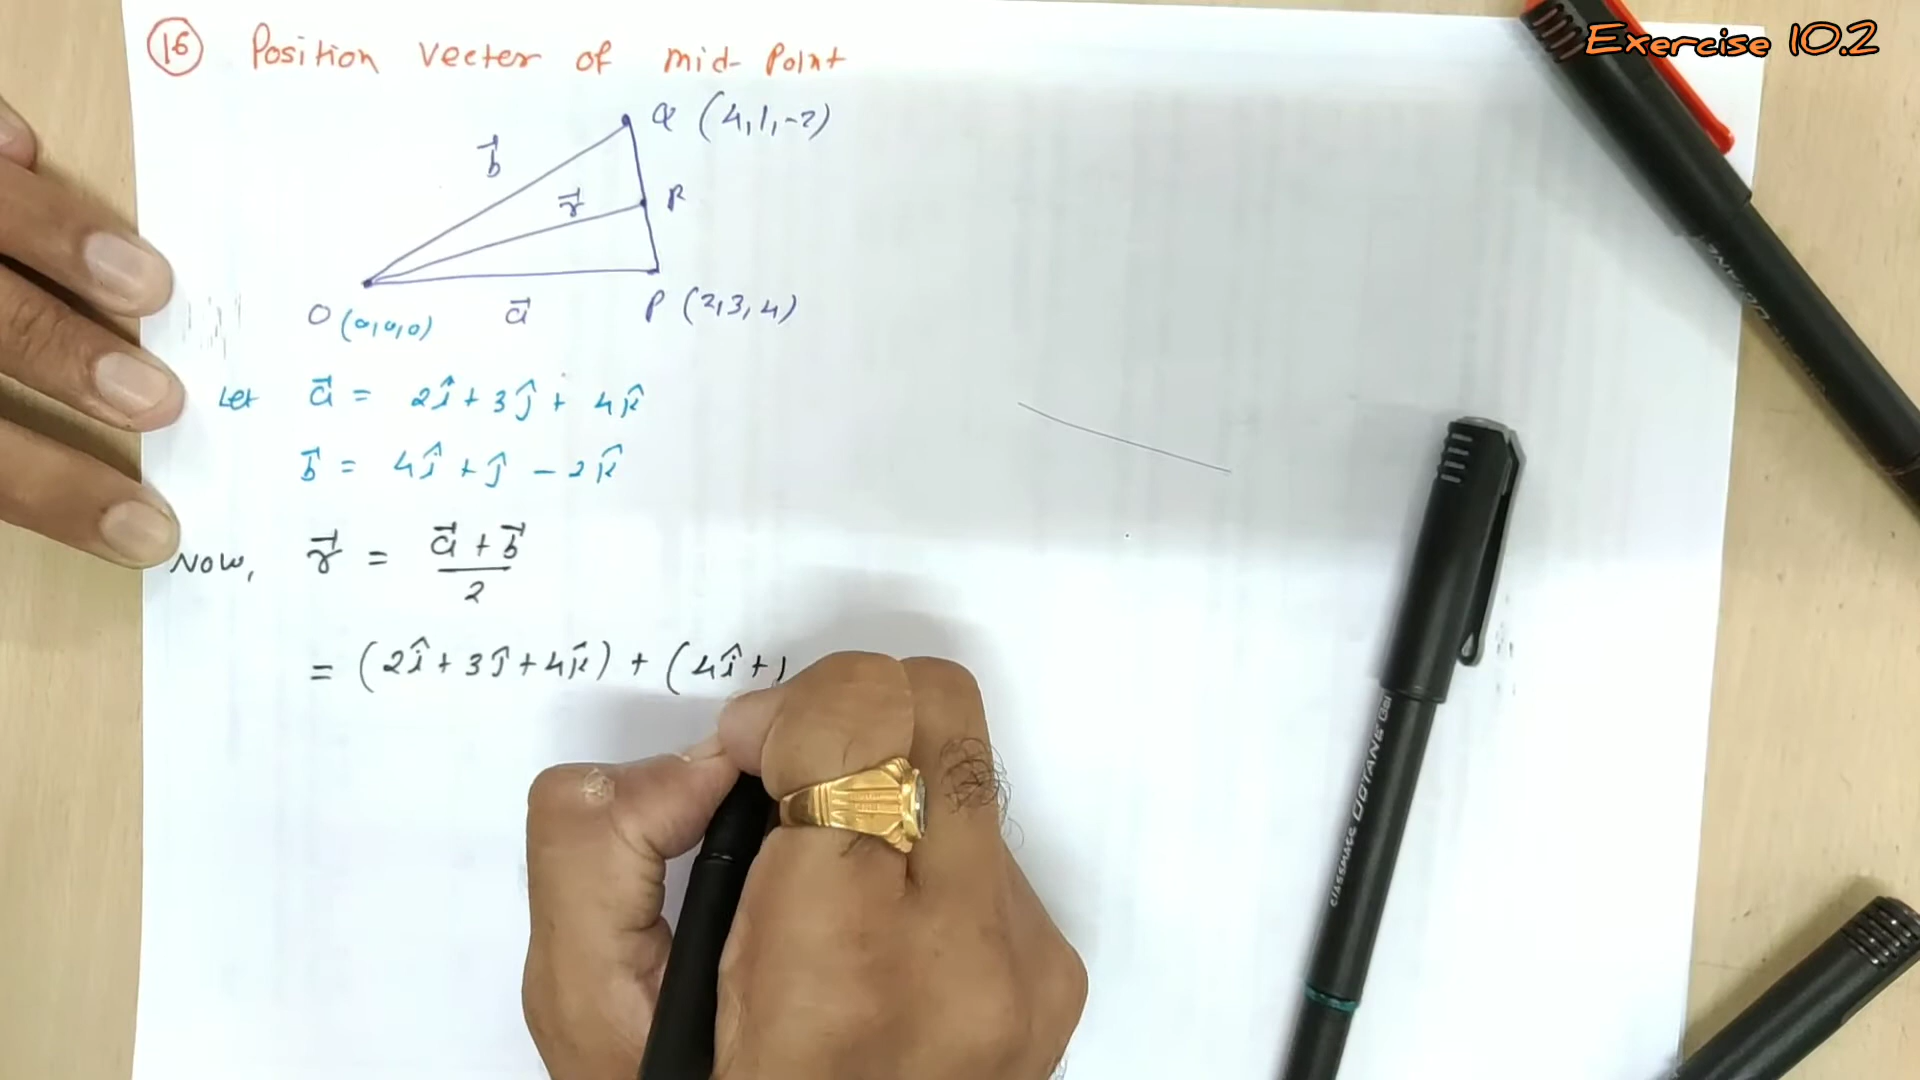 Exercise 10.2
16 Position Vecter of mid-Point
Q (4,1,-2)
b⃗
r⃗
R
O (0,0,0)
a⃗
P (2,3,4)
Let a⃗ = 2î + 3ĵ + 4k̂
b⃗ = 4î + ĵ - 2k̂
Now, r⃗ = (a⃗ + b⃗)/2
= (2î + 3ĵ + 4k̂) + (4î +
CLASSMATE OCTANE Gel